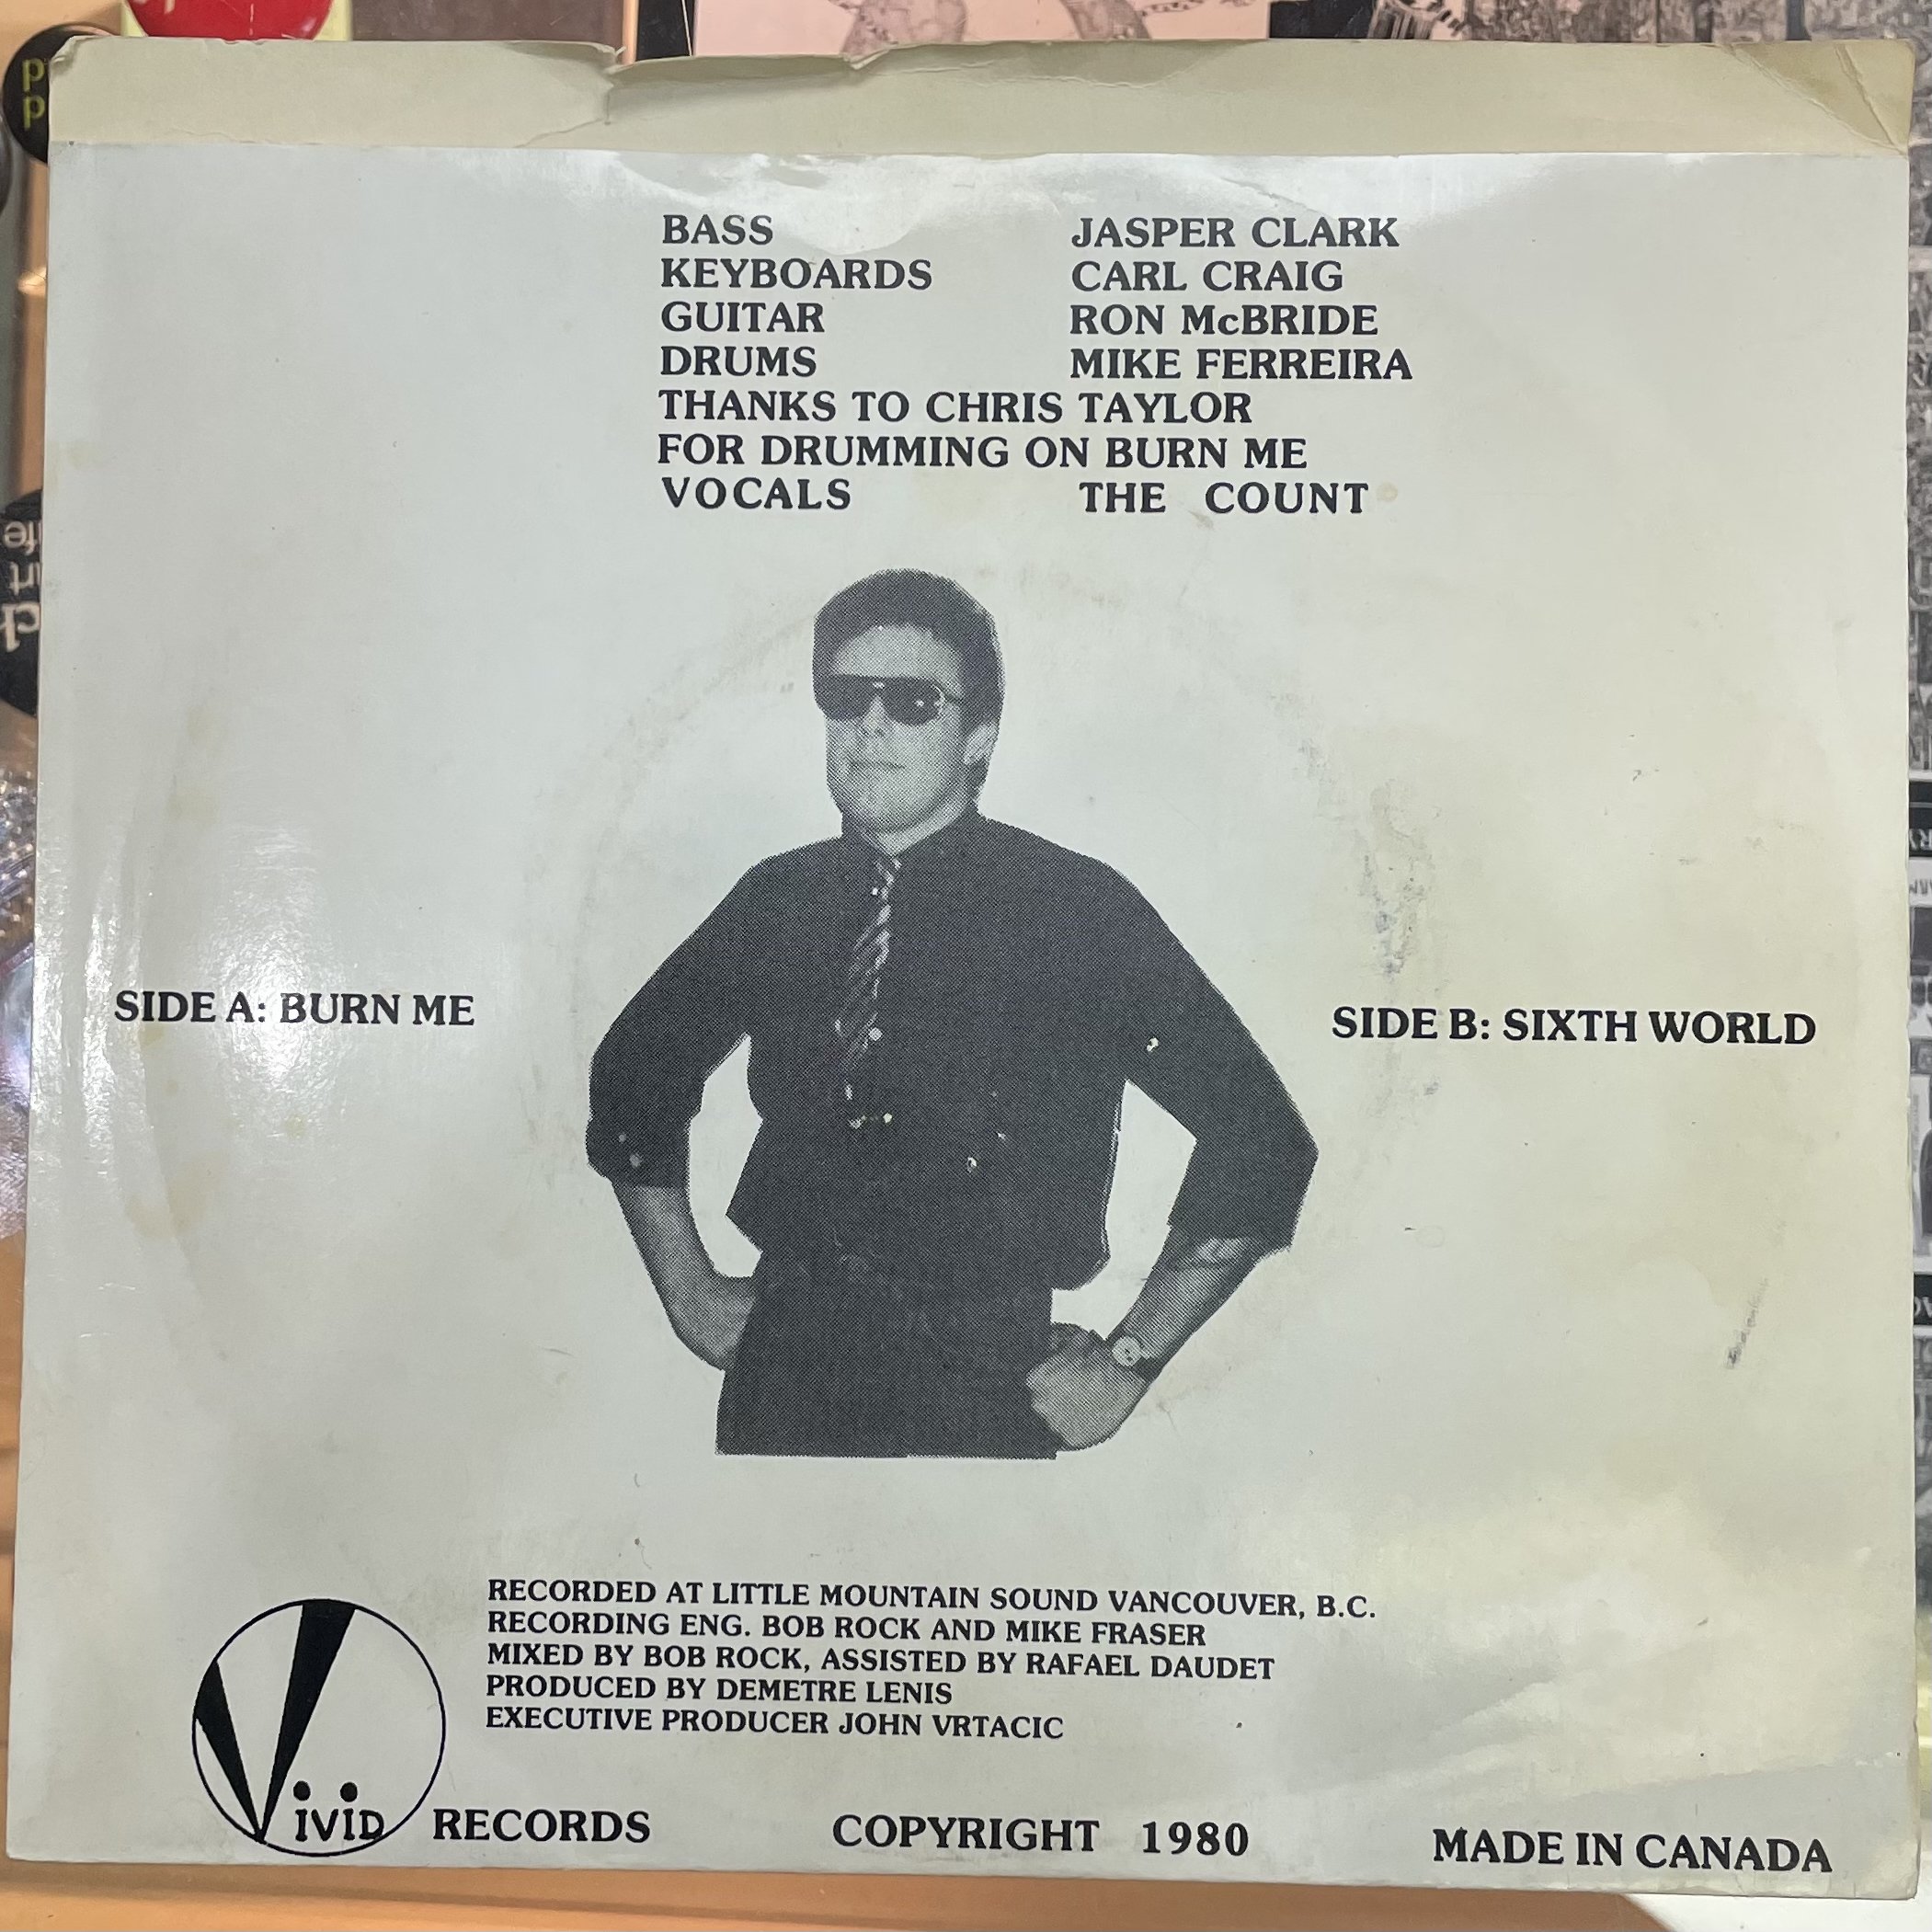 BASS JASPER CLARK
KEYBOARDS CARL CRAIG
GUITAR RON McBRIDE
DRUMS MIKE FERREIRA
THANKS TO CHRIS TAYLOR
FOR DRUMMING ON BURN ME
VOCALS THE COUNT
SIDE A: BURN ME
SIDE B: SIXTH WORLD
RECORDED AT LITTLE MOUNTAIN SOUND VANCOUVER, B.C.
RECORDING ENG. BOB ROCK AND MIKE FRASER
MIXED BY BOB ROCK, ASSISTED BY RAFAEL DAUDET
PRODUCED BY DEMETRE LENIS
EXECUTIVE PRODUCER JOHN VRTACIC
ViViD RECORDS COPYRIGHT 1980 MADE IN CANADA